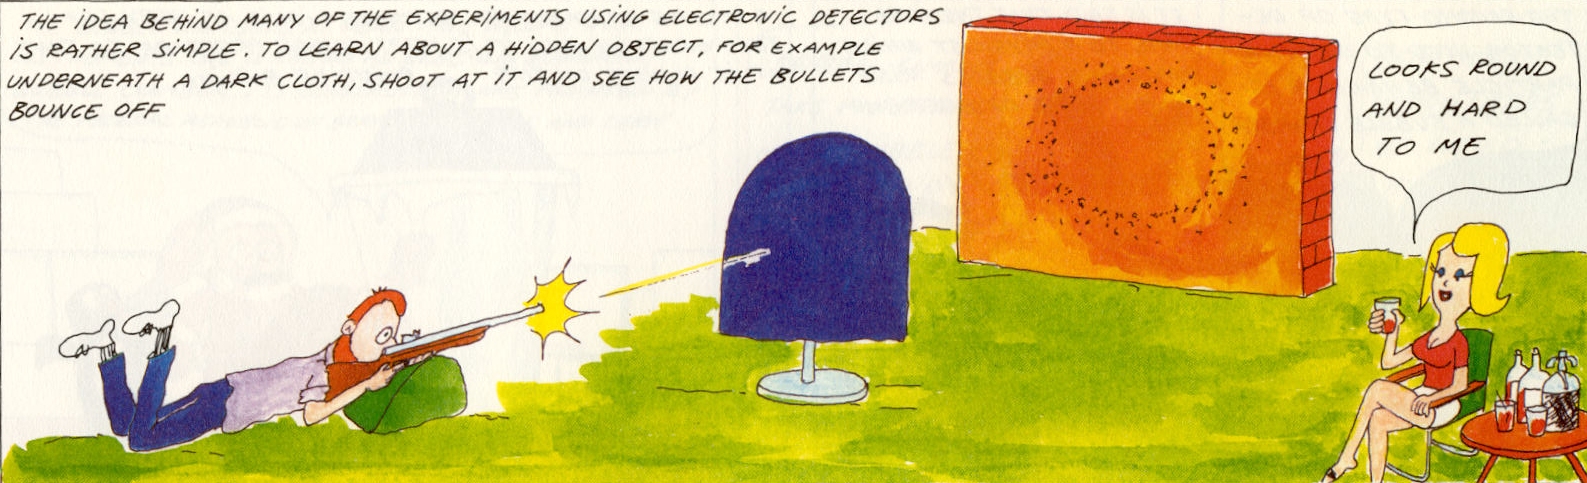 THE IDEA BEHIND MANY OF THE EXPERIMENTS USING ELECTRONIC DETECTORS
IS RATHER SIMPLE. TO LEARN ABOUT A HIDDEN OBJECT, FOR EXAMPLE
UNDERNEATH A DARK CLOTH, SHOOT AT IT AND SEE HOW THE BULLETS
BOUNCE OFF
LOOKS ROUND
AND HARD
TO ME